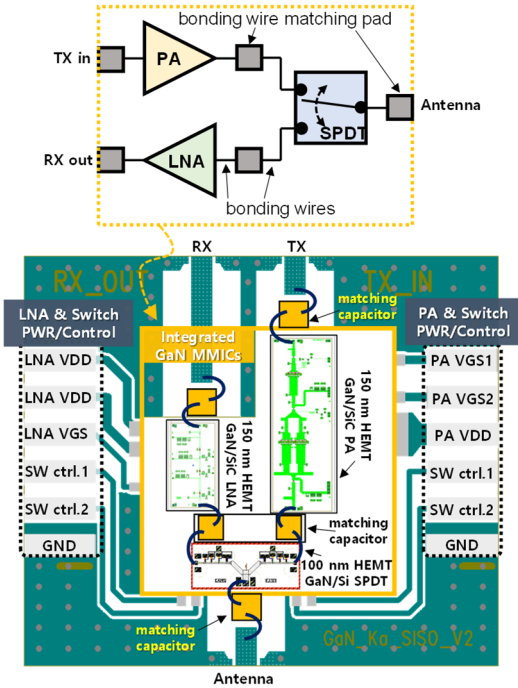 bonding wire matching pad
TX in
PA
Antenna
SPDT
RX out
LNA
bonding wires
RX
TX
RX_OUT
TX_IN
matching
capacitor
LNA & Switch
PWR/Control
PA & Switch
PWR/Control
Integrated
GaN MMICs
LNA VDD
LNA VDD
LNA VGS
SW ctrl.1
SW ctrl.2
GND
PA VGS1
PA VGS2
PA VDD
SW ctrl.1
SW ctrl.2
GND
150 nm HEMT
GaN/SiC LNA
150 nm HEMT
GaN/SiC PA
matching
capacitor
100 nm HEMT
GaN/Si SPDT
matching
capacitor
GaN_Ka_SISO_V2
Antenna